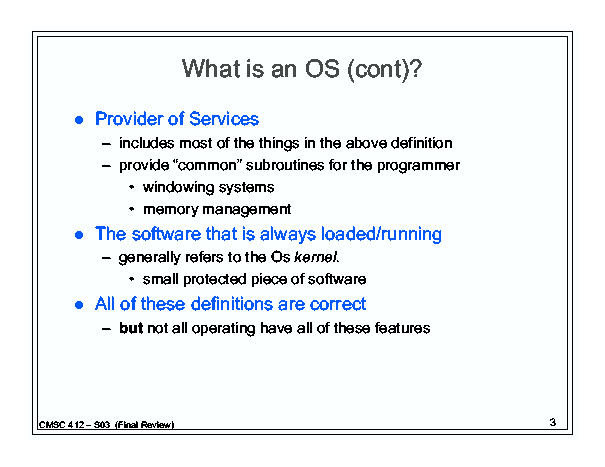 What is an OS (cont)?
● Provider of Services
– includes most of the things in the above definition
– provide “common” subroutines for the programmer
• windowing systems
• memory management
● The software that is always loaded/running
– generally refers to the Os kernel.
• small protected piece of software
● All of these definitions are correct
– but not all operating have all of these features
CMSC 412 – S03 (Final Review)
3